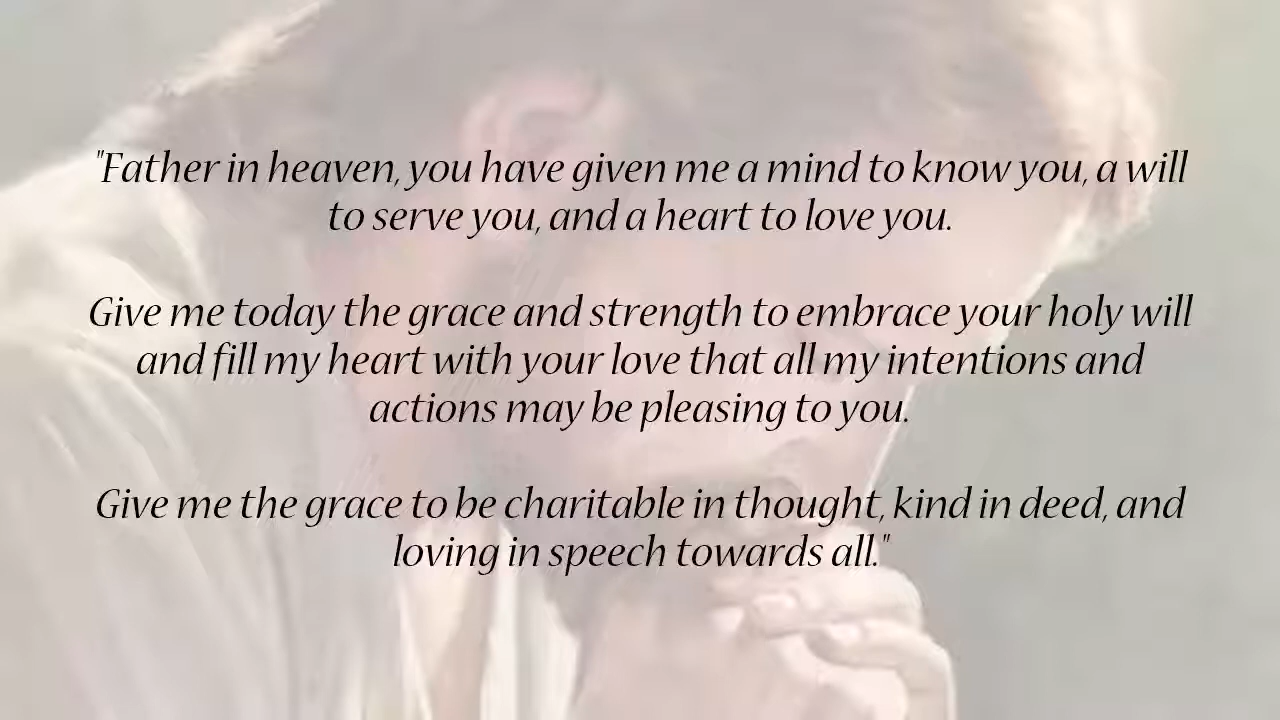 "Father in heaven, you have given me a mind to know you, a will
to serve you, and a heart to love you.
Give me today the grace and strength to embrace your holy will
and fill my heart with your love that all my intentions and
actions may be pleasing to you.
Give me the grace to be charitable in thought, kind in deed, and
loving in speech towards all."